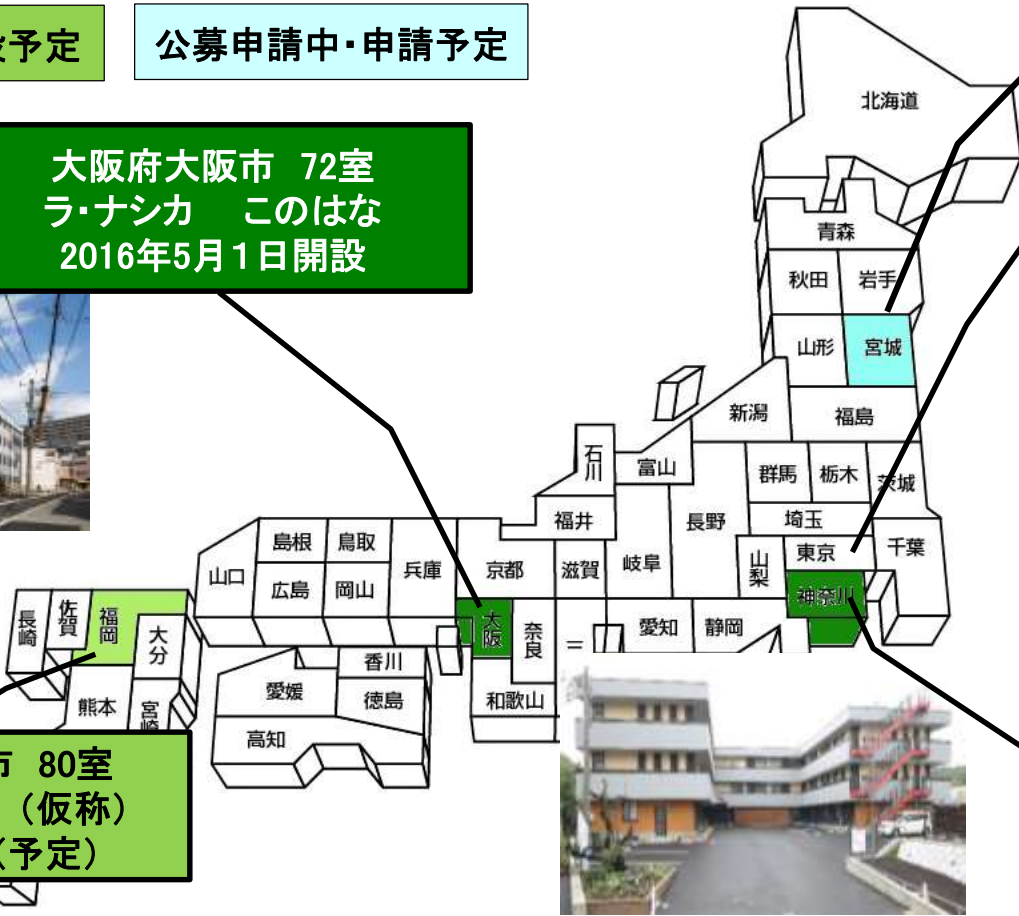 予定
公募申請中・申請予定
大阪府大阪市 72室
ラ・ナシカ このはな
2016年5月1日開設
北海道
青森
秋田
岩手
山形
宮城
新潟
福島
石川
富山
群馬
栃木
茨城
福井
長野
埼玉
島根
鳥取
兵庫
京都
滋賀
岐阜
山梨
東京
千葉
山口
広島
岡山
神奈川
長崎
佐賀
福岡
大分
大阪
奈良
三
愛知
静岡
香川
愛媛
徳島
和歌山
熊本
宮崎
高知
市 80室
(仮称)
(予定)